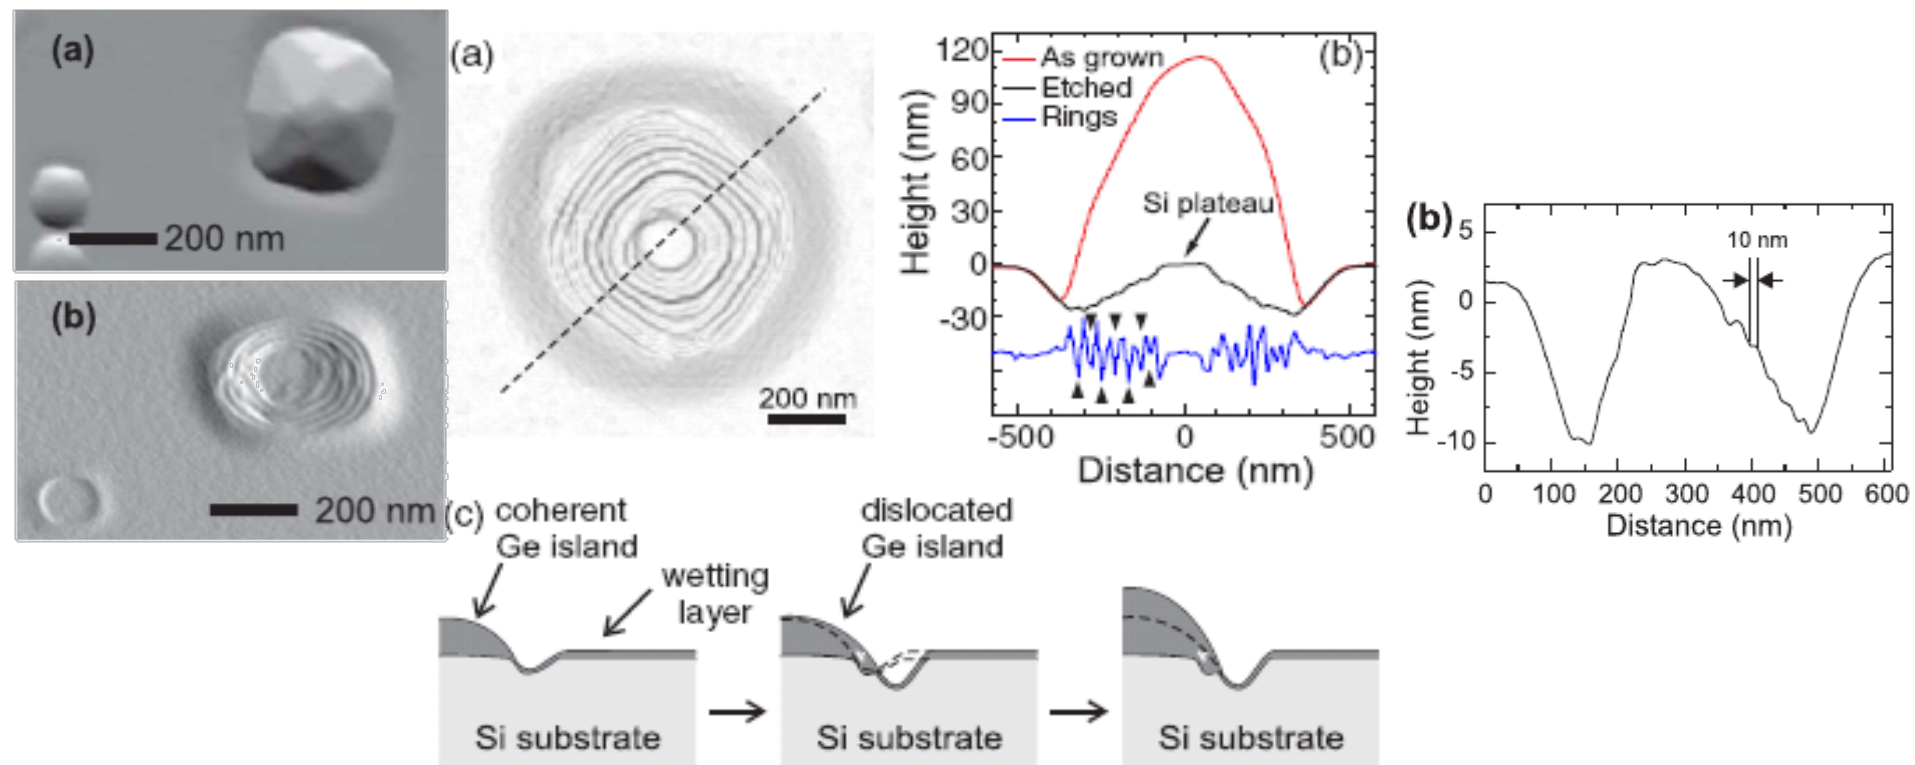 (a)
200 nm
(b)
200 nm
(a)
200 nm
(b)
As grown
Etched
Rings
Si plateau
120
90
60
30
0
-30
Height (nm)
-500
0
500
Distance (nm)
(b)
10 nm
5
0
-5
-10
Height (nm)
0
100
200
300
400
500
600
Distance (nm)
(c)
coherent
Ge island
wetting
layer
dislocated
Ge island
Si substrate
Si substrate
Si substrate